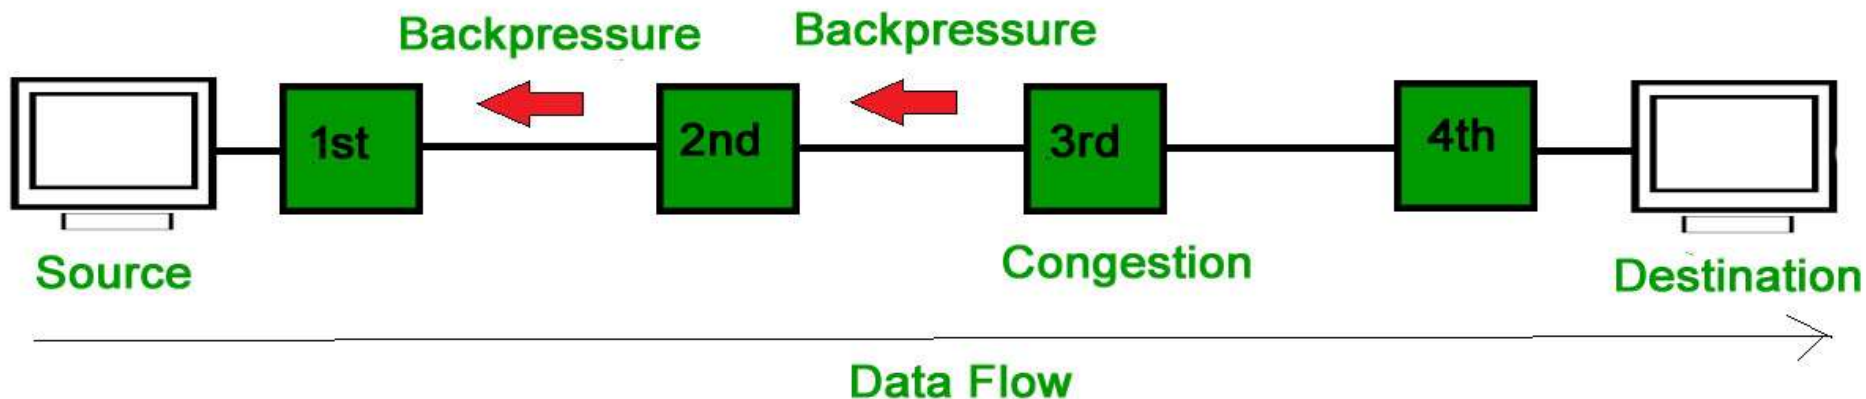 Backpressure
Backpressure
1st
2nd
3rd
4th
Source
Congestion
Destination
Data Flow